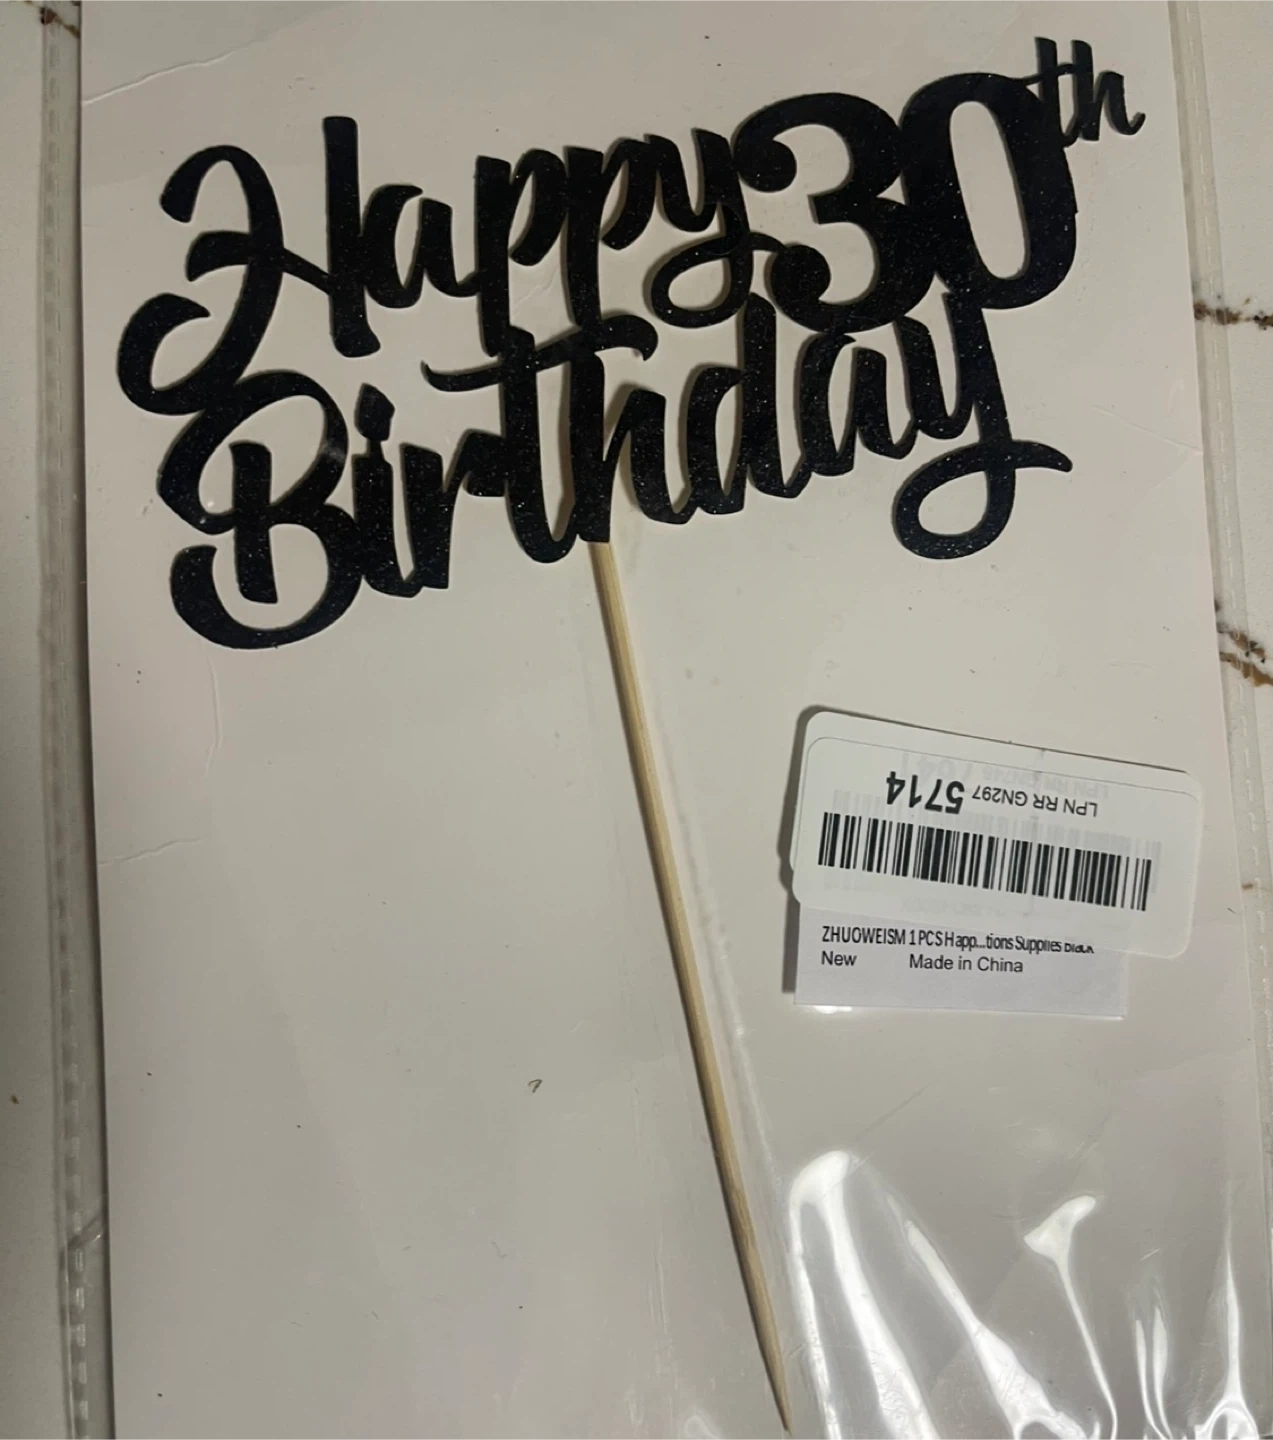 Happy 30th
Birthday
LPN RR GN297 5714
ZHUOWEISM 1 PCS Happ...tions Supplies Black
New Made in China